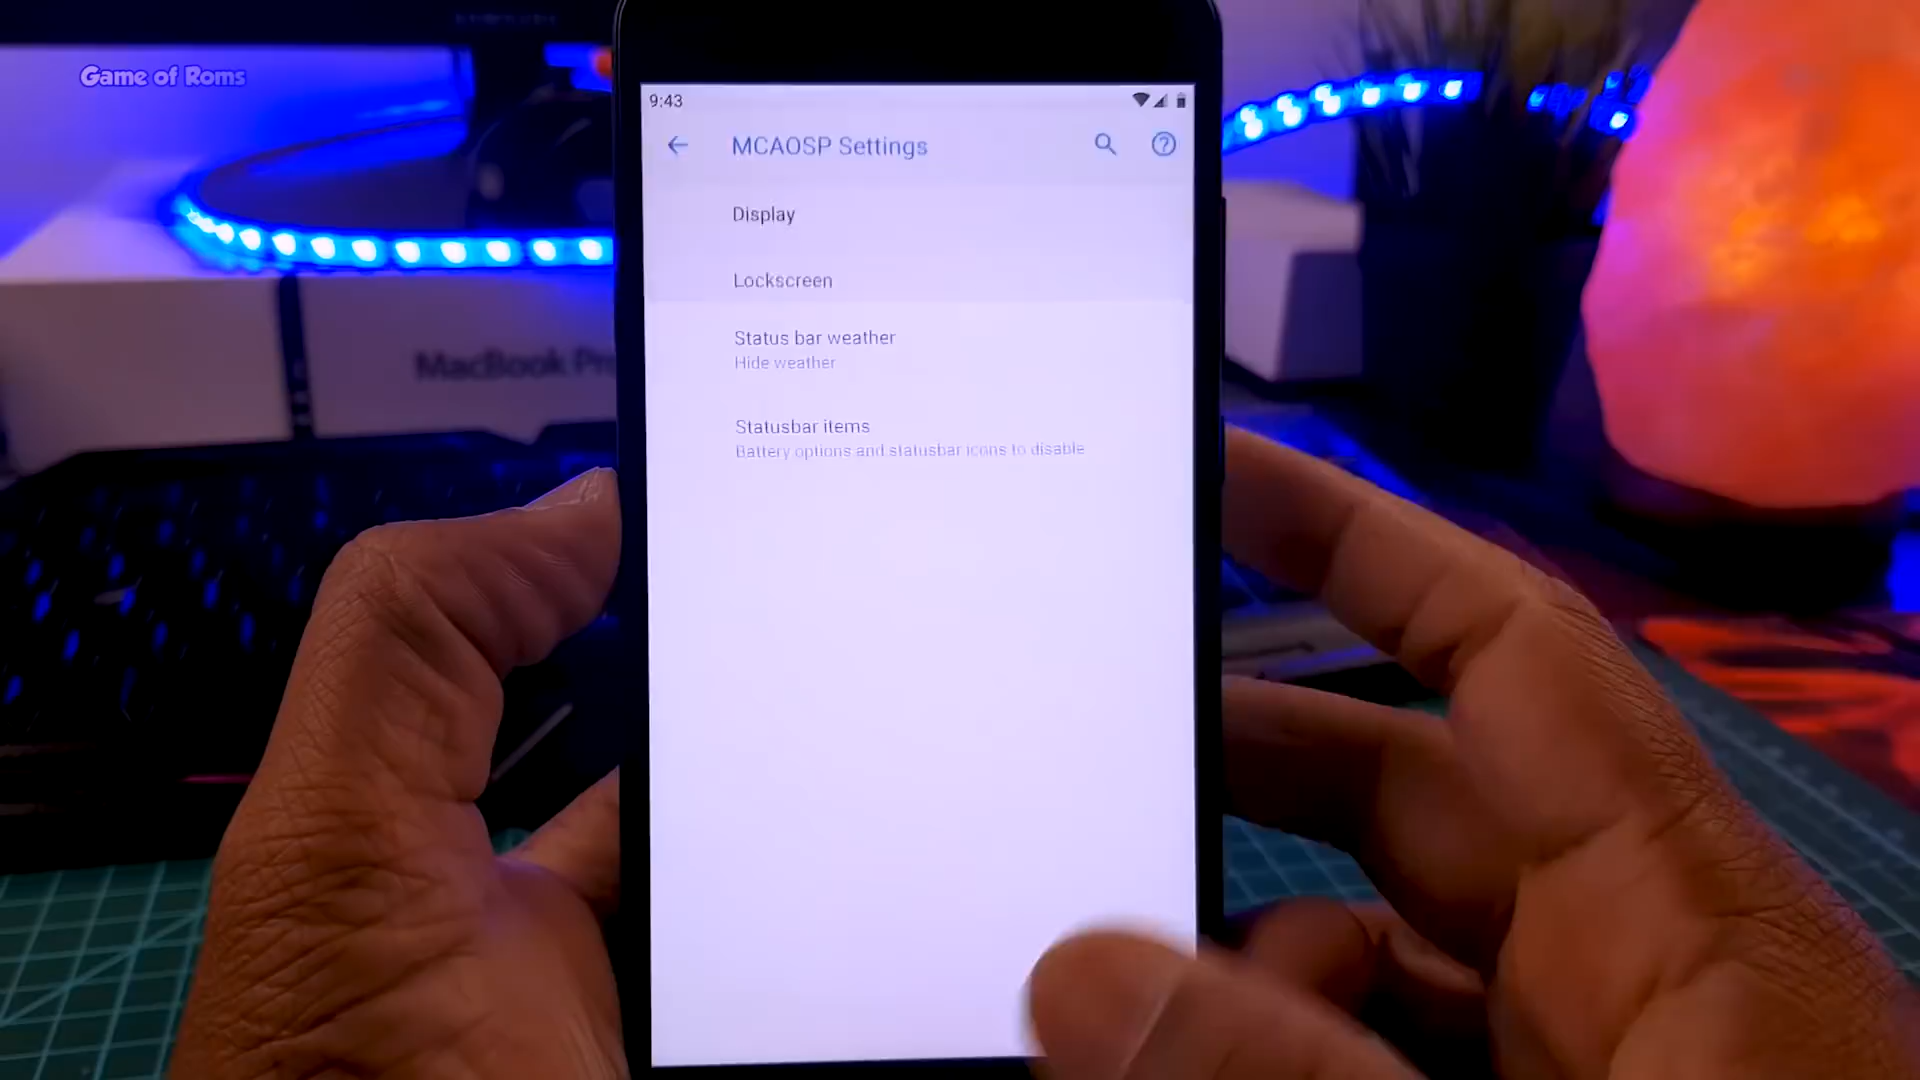 Game of Roms
9:43
MCAOSP Settings
Display
Lockscreen
Status bar weather
Hide weather
Statusbar items
Battery options and statusbar icons to disable
MacBook Pro